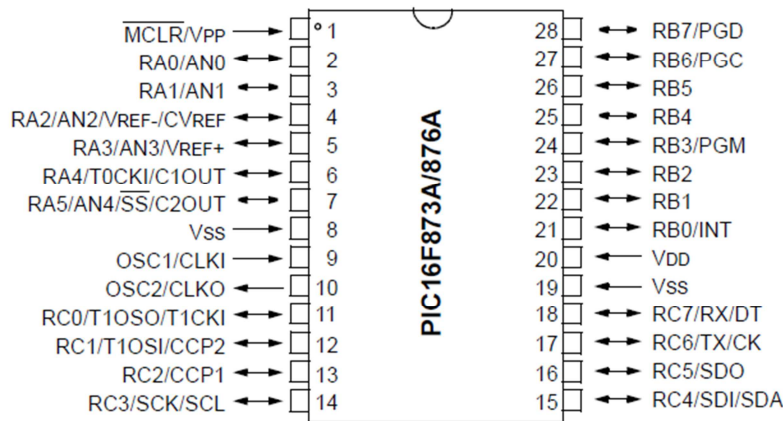 MCLR/VPP 1 28 RB7/PGD
RA0/AN0 2 27 RB6/PGC
RA1/AN1 3 26 RB5
RA2/AN2/VREF-/CVREF 4 25 RB4
RA3/AN3/VREF+ 5 24 RB3/PGM
RA4/T0CKI/C1OUT 6 23 RB2
RA5/AN4/SS/C2OUT 7 22 RB1
VSS 8 21 RB0/INT
OSC1/CLKI 9 20 VDD
OSC2/CLKO 10 19 VSS
RC0/T1OSO/T1CKI 11 18 RC7/RX/DT
RC1/T1OSI/CCP2 12 17 RC6/TX/CK
RC2/CCP1 13 16 RC5/SDO
RC3/SCK/SCL 14 15 RC4/SDI/SDA
PIC16F873A/876A